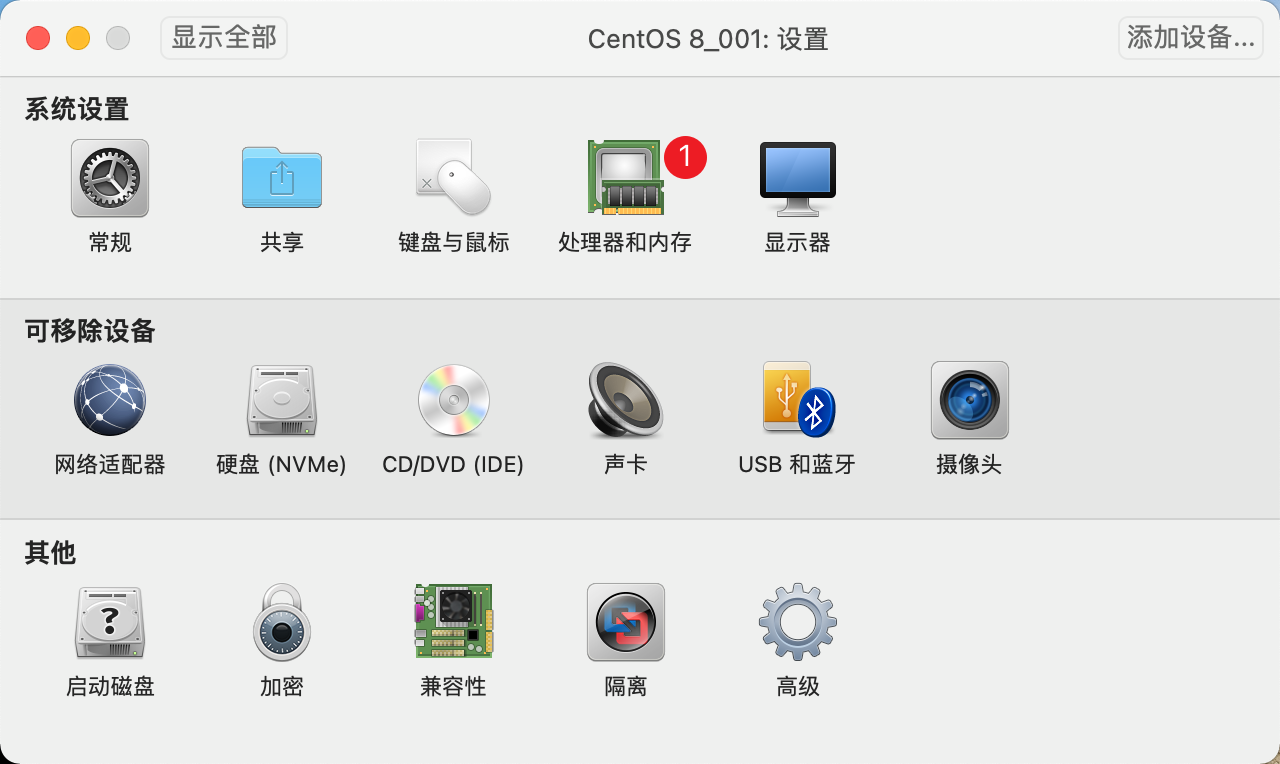 显示全部
CentOS 8_001: 设置
添加设备...
系统设置
1
常规
共享
键盘与鼠标
处理器和内存
显示器
可移除设备
网络适配器
硬盘 (NVMe)
CD/DVD (IDE)
声卡
USB 和蓝牙
摄像头
其他
?
启动磁盘
加密
兼容性
隔离
高级